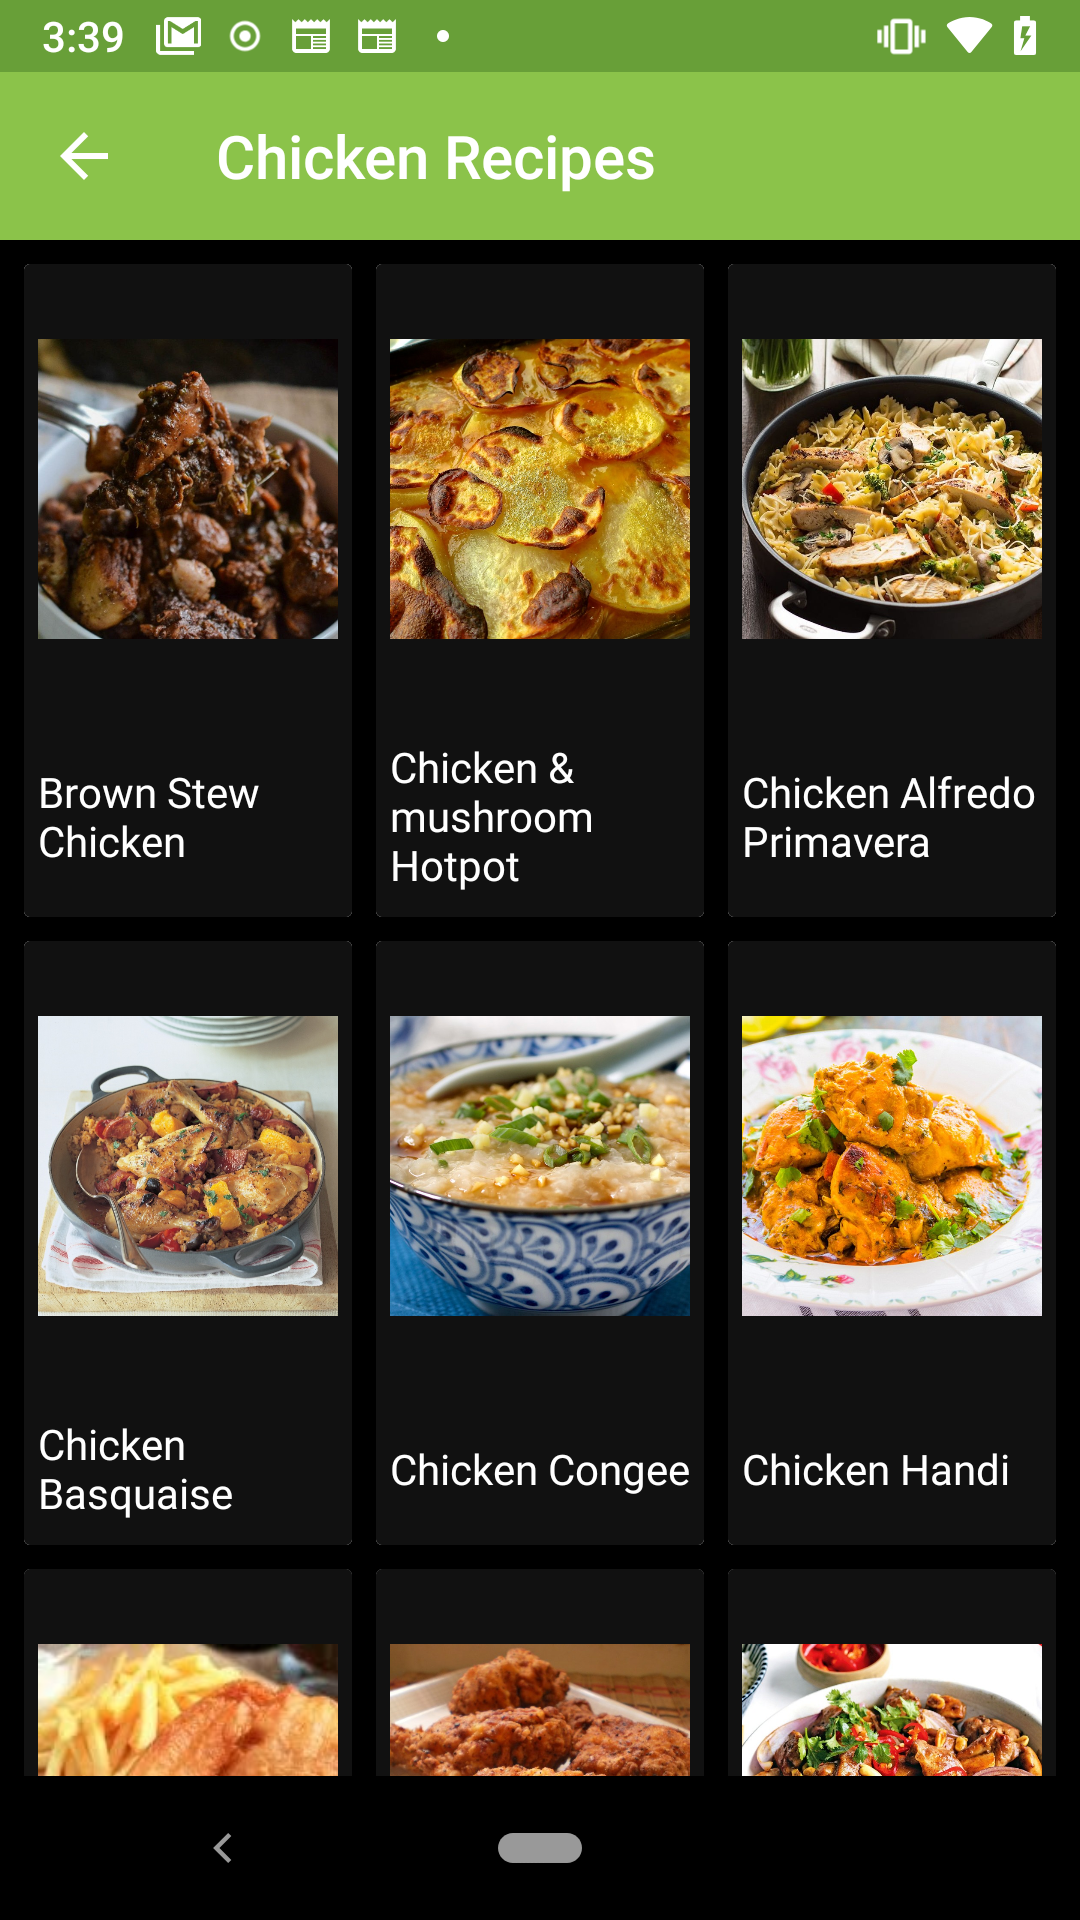 3:39
Chicken Recipes
Brown Stew
Chicken
Chicken &
mushroom
Hotpot
Chicken Alfredo
Primavera
Chicken
Basquaise
Chicken Congee
Chicken Handi